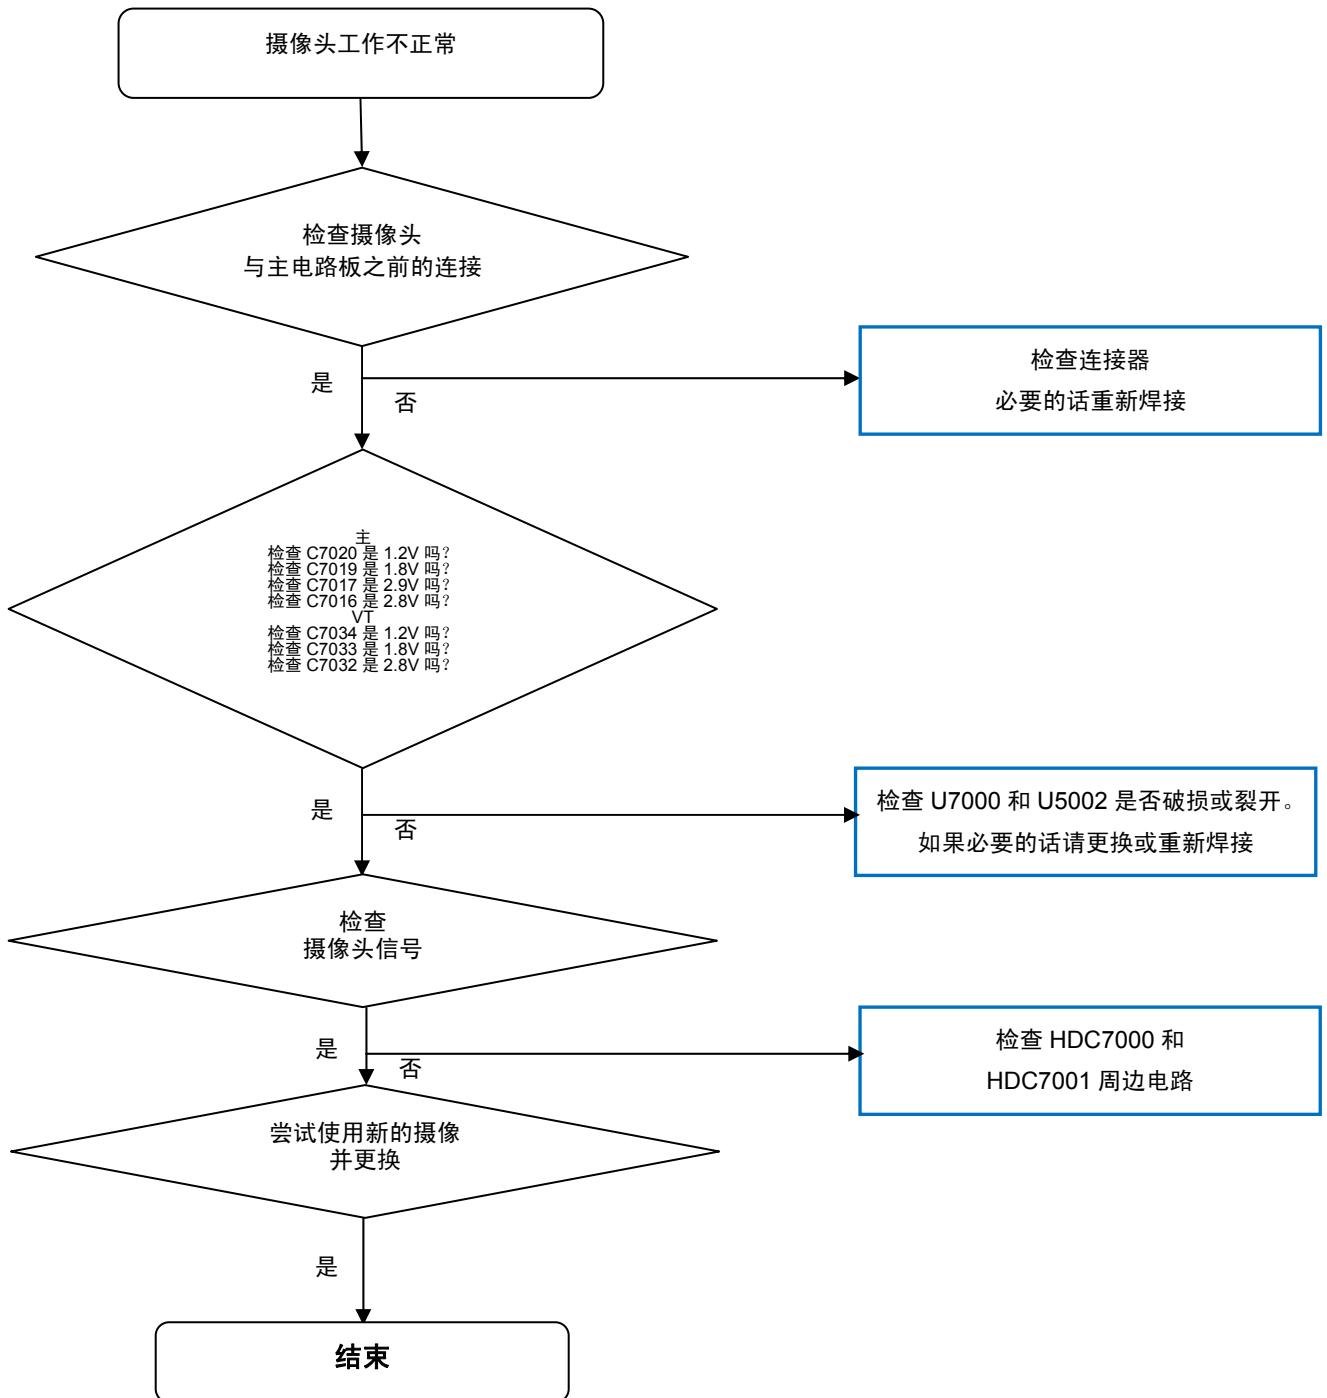 摄像头工作不正常
检查摄像头
与主电路板之前的连接
是
否
检查连接器
必要的话重新焊接
主
检查 C7020 是 1.2V 吗?
检查 C7019 是 1.8V 吗?
检查 C7017 是 2.9V 吗?
检查 C7016 是 2.8V 吗?
VT
检查 C7034 是 1.2V 吗?
检查 C7033 是 1.8V 吗?
检查 C7032 是 2.8V 吗?
是
否
检查 U7000 和 U5002 是否破损或裂开。
如果必要的话请更换或重新焊接
检查
摄像头信号
是
否
检查 HDC7000 和
HDC7001 周边电路
尝试使用新的摄像
并更换
是
结束